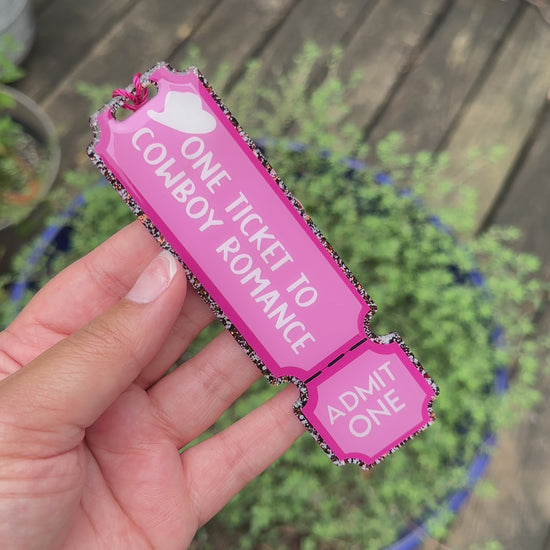 ONE TICKET TO
COWBOY ROMANCE
ADMIT
ONE